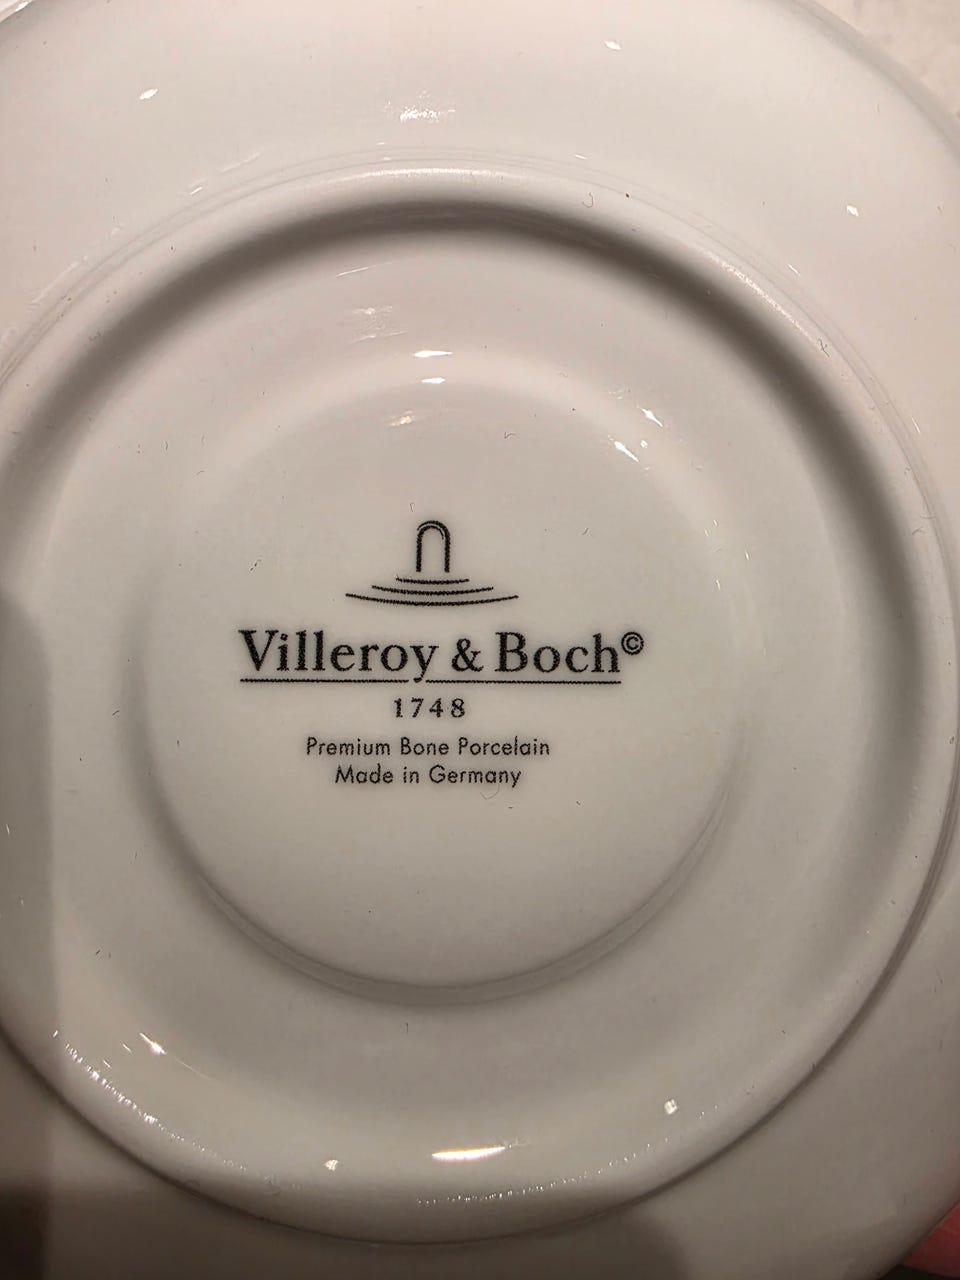 Villeroy & Boch©
1748
Premium Bone Porcelain
Made in Germany